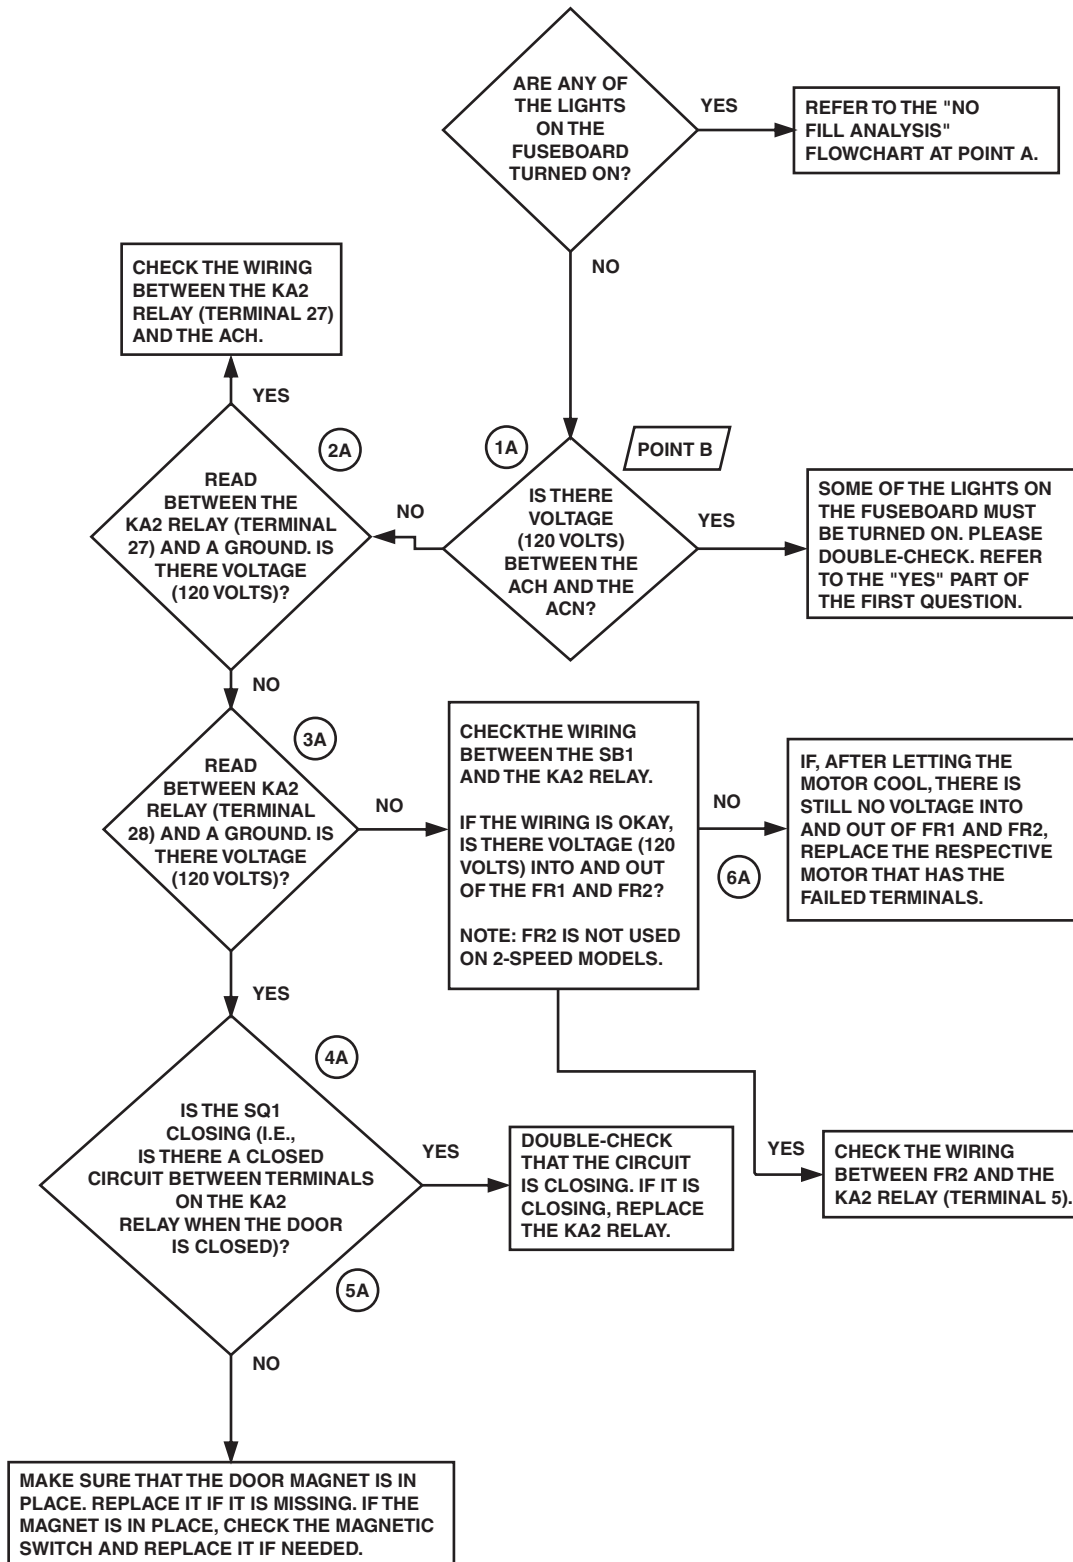 ARE ANY OF
THE LIGHTS
ON THE
FUSEBOARD
TURNED ON?
YES
REFER TO THE "NO
FILL ANALYSIS"
FLOWCHART AT POINT A.
NO
CHECK THE WIRING
BETWEEN THE KA2
RELAY (TERMINAL 27)
AND THE ACH.
YES
2A
READ
BETWEEN THE
KA2 RELAY (TERMINAL
27) AND A GROUND. IS
THERE VOLTAGE
(120 VOLTS)?
NO
1A
POINT B
IS THERE
VOLTAGE
(120 VOLTS)
BETWEEN THE
ACH AND THE
ACN?
YES
SOME OF THE LIGHTS ON
THE FUSEBOARD MUST
BE TURNED ON. PLEASE
DOUBLE-CHECK. REFER
TO THE "YES" PART OF
THE FIRST QUESTION.
NO
3A
READ
BETWEEN KA2
RELAY (TERMINAL
28) AND A GROUND. IS
THERE VOLTAGE
(120 VOLTS)?
NO
CHECKTHE WIRING
BETWEEN THE SB1
AND THE KA2 RELAY.
IF THE WIRING IS OKAY,
IS THERE VOLTAGE (120
VOLTS) INTO AND OUT
OF THE FR1 AND FR2?
NOTE: FR2 IS NOT USED
ON 2-SPEED MODELS.
NO
6A
IF, AFTER LETTING THE
MOTOR COOL, THERE IS
STILL NO VOLTAGE INTO
AND OUT OF FR1 AND FR2,
REPLACE THE RESPECTIVE
MOTOR THAT HAS THE
FAILED TERMINALS.
YES
4A
IS THE SQ1
CLOSING (I.E.,
IS THERE A CLOSED
CIRCUIT BETWEEN TERMINALS
ON THE KA2
RELAY WHEN THE DOOR
IS CLOSED)?
YES
DOUBLE-CHECK
THAT THE CIRCUIT
IS CLOSING. IF IT IS
CLOSING, REPLACE
THE KA2 RELAY.
YES
CHECK THE WIRING
BETWEEN FR2 AND THE
KA2 RELAY (TERMINAL 5).
5A
NO
MAKE SURE THAT THE DOOR MAGNET IS IN
PLACE. REPLACE IT IF IT IS MISSING. IF THE
MAGNET IS IN PLACE, CHECK THE MAGNETIC
SWITCH AND REPLACE IT IF NEEDED.